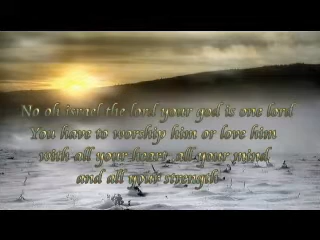 No oh israel the lord your god is one lord
You have to worship him or love him
with all your heart, all your mind
and all your strength